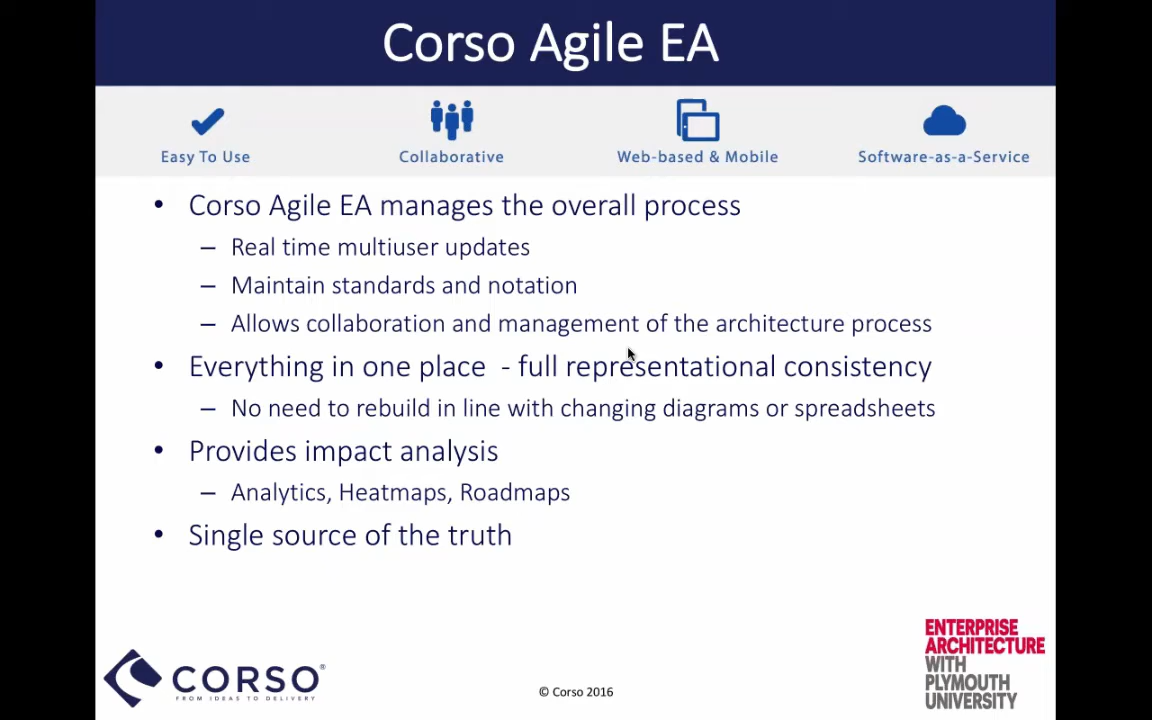 Corso Agile EA
Easy To Use
Collaborative
Web-based & Mobile
Software-as-a-Service
• Corso Agile EA manages the overall process
– Real time multiuser updates
– Maintain standards and notation
– Allows collaboration and management of the architecture process
• Everything in one place - full representational consistency
– No need to rebuild in line with changing diagrams or spreadsheets
• Provides impact analysis
– Analytics, Heatmaps, Roadmaps
• Single source of the truth
CORSO®
FROM IDEAS TO DELIVERY
© Corso 2016
ENTERPRISE
ARCHITECTURE
WITH
PLYMOUTH
UNIVERSITY